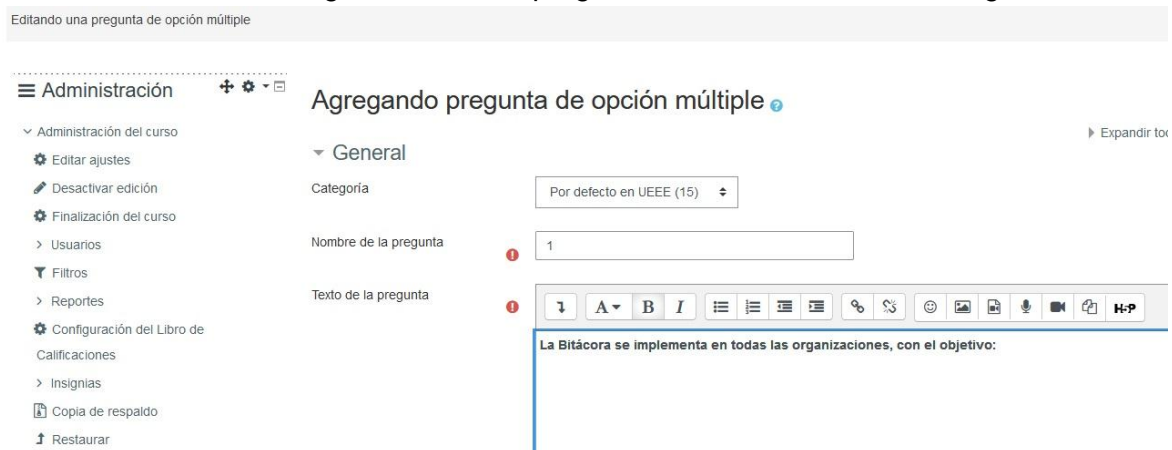 Editando una pregunta de opción múltiple
Administración
Administración del curso
Editar ajustes
Desactivar edición
Finalización del curso
Usuarios
Filtros
Reportes
Configuración del Libro de
Calificaciones
Insignias
Copia de respaldo
Restaurar
Agregando pregunta de opción múltiple
Expandir toc
General
Categoría
Por defecto en UEEE (15)
Nombre de la pregunta
1
Texto de la pregunta
A B I H-P
La Bitácora se implementa en todas las organizaciones, con el objetivo: